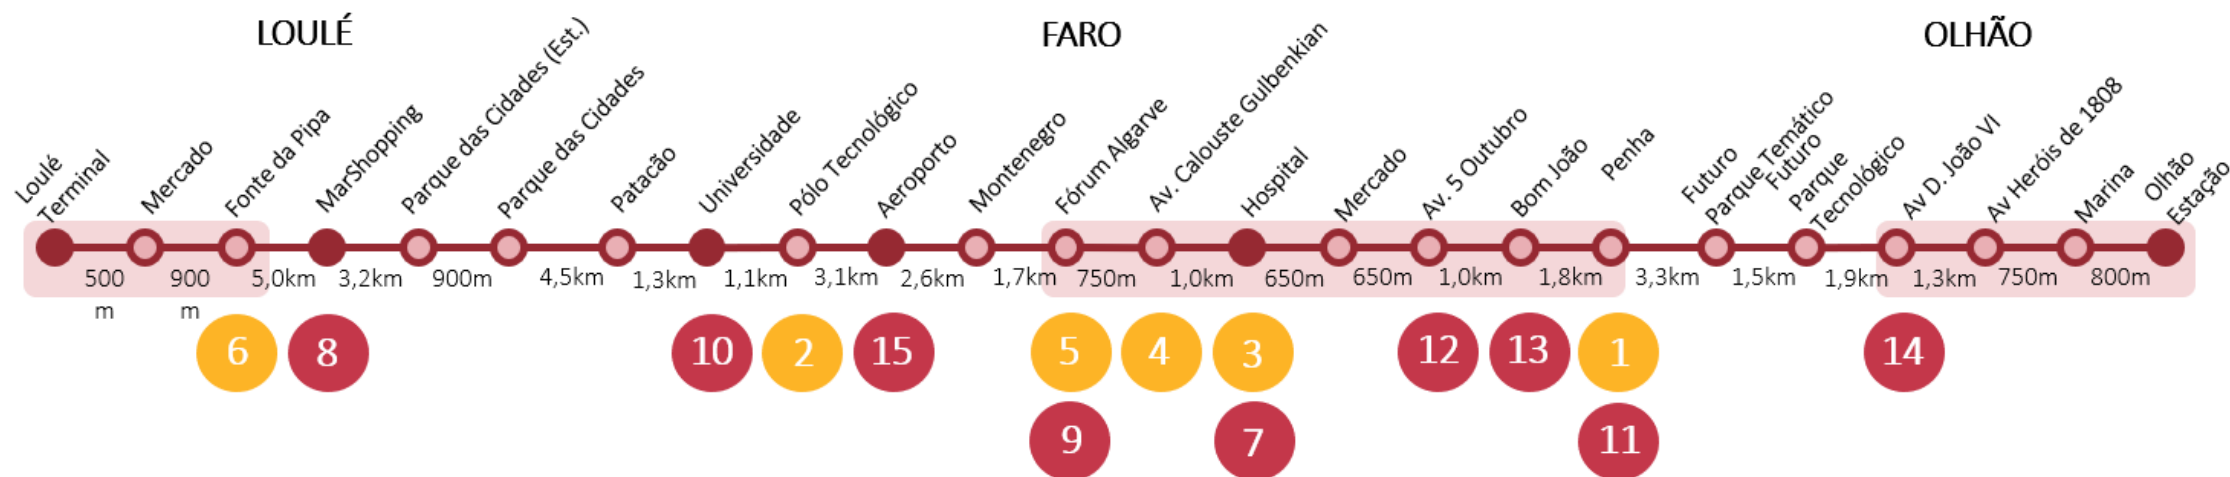 LOULÉ
FARO
OLHÃO
Loulé
Terminal
Mercado
Fonte da Pipa
MarShopping
Parque das Cidades (Est.)
Parque das Cidades
Patacão
Universidade
Pólo Tecnológico
Aeroporto
Montenegro
Fórum Algarve
Av. Calouste Gulbenkian
Hospital
Mercado
Av. 5 Outubro
Bom João
Penha
Futuro
Parque Temático
Futuro
Parque
Tecnológico
Av D. João VI
Av Heróis de 1808
Marina
Olhão
Estação
500
m
900
m
5,0km
3,2km
900m
4,5km
1,3km
1,1km
3,1km
2,6km
1,7km
750m
1,0km
650m
650m
1,0km
1,8km
3,3km
1,5km
1,9km
1,3km
750m
800m
6
8
10
2
15
5
4
3
12
13
1
14
9
7
11